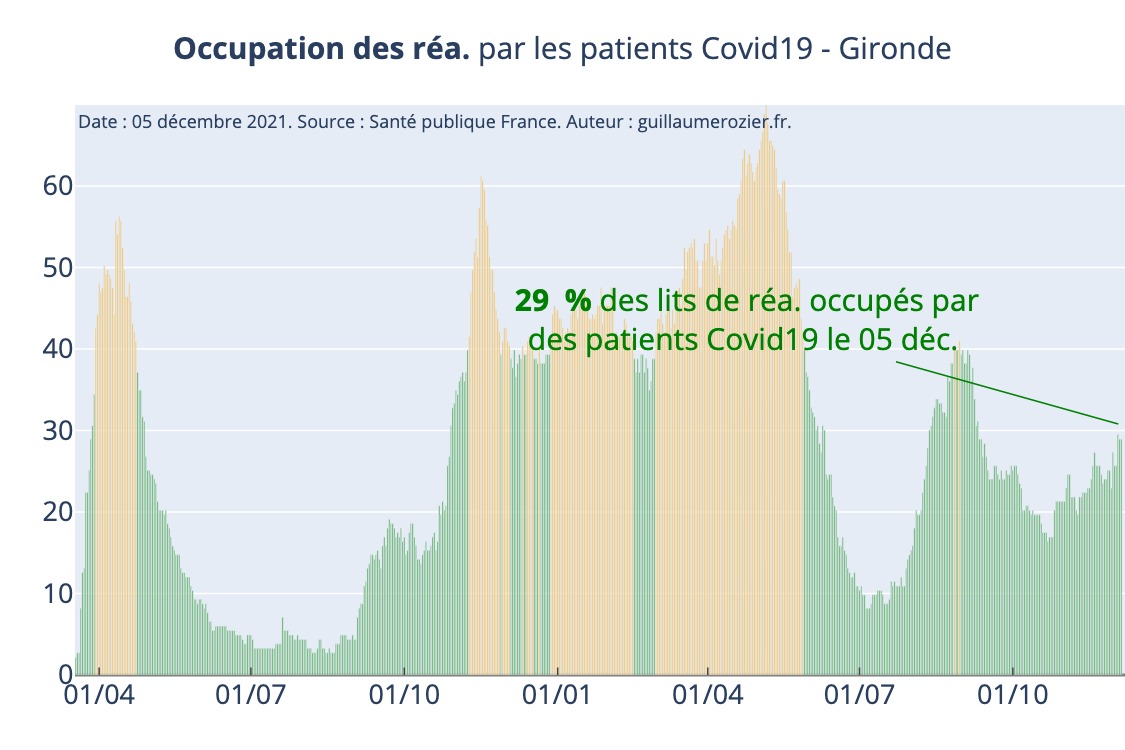 Occupation des réa. par les patients Covid19 - Gironde
Date : 05 décembre 2021. Source : Santé publique France. Auteur : guillaumerozier.fr.
60
50
29 % des lits de réa. occupés par
des patients Covid19 le 05 déc.
40
30
20
10
0
01/04 01/07 01/10 01/01 01/04 01/07 01/10